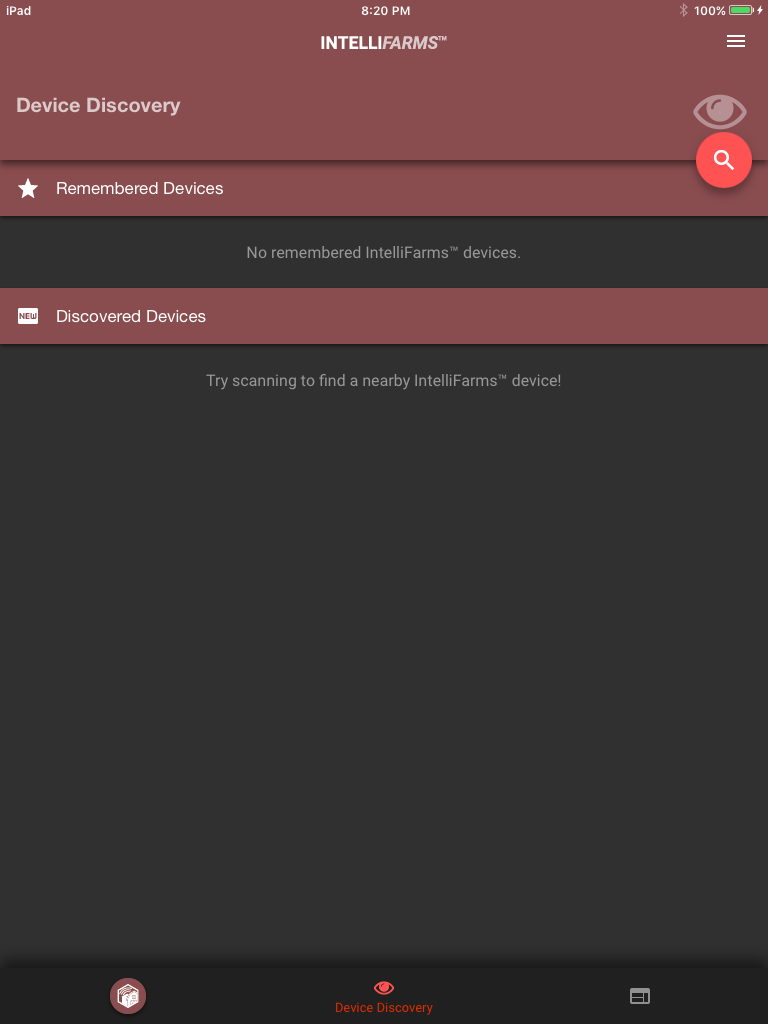 iPad 8:20 PM 100%
INTELLIFARMS™
Device Discovery
Remembered Devices
No remembered IntelliFarms™ devices.
NEW Discovered Devices
Try scanning to find a nearby IntelliFarms™ device!
Device Discovery